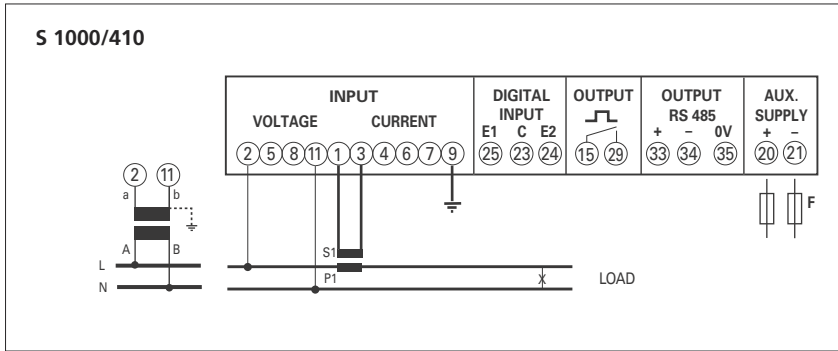 S 1000/410
INPUT
DIGITAL INPUT
OUTPUT
OUTPUT RS 485
AUX. SUPPLY
VOLTAGE
CURRENT
E1 C E2
+ – 0V
+ –
2 5 8 11 1 3 4 6 7 9
25 23 24
15 29
33 34 35
20 21
2 11
a b
F
A B
S1
L
P1
X
LOAD
N